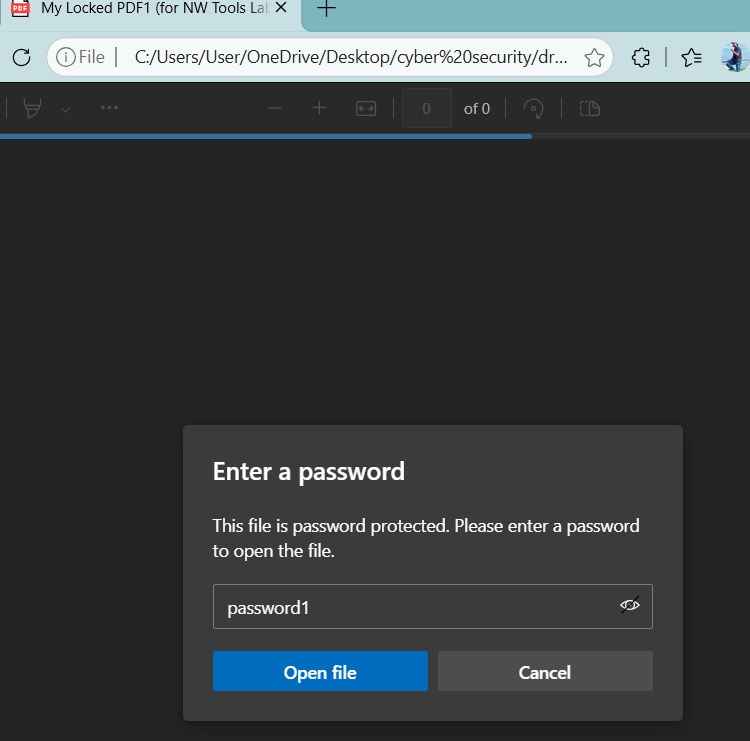 PDF
My Locked PDF1 (for NW Tools La
File
C:/Users/User/OneDrive/Desktop/cyber%20security/dr...
0 of 0
Enter a password
This file is password protected. Please enter a password
to open the file.
password1
Open file
Cancel